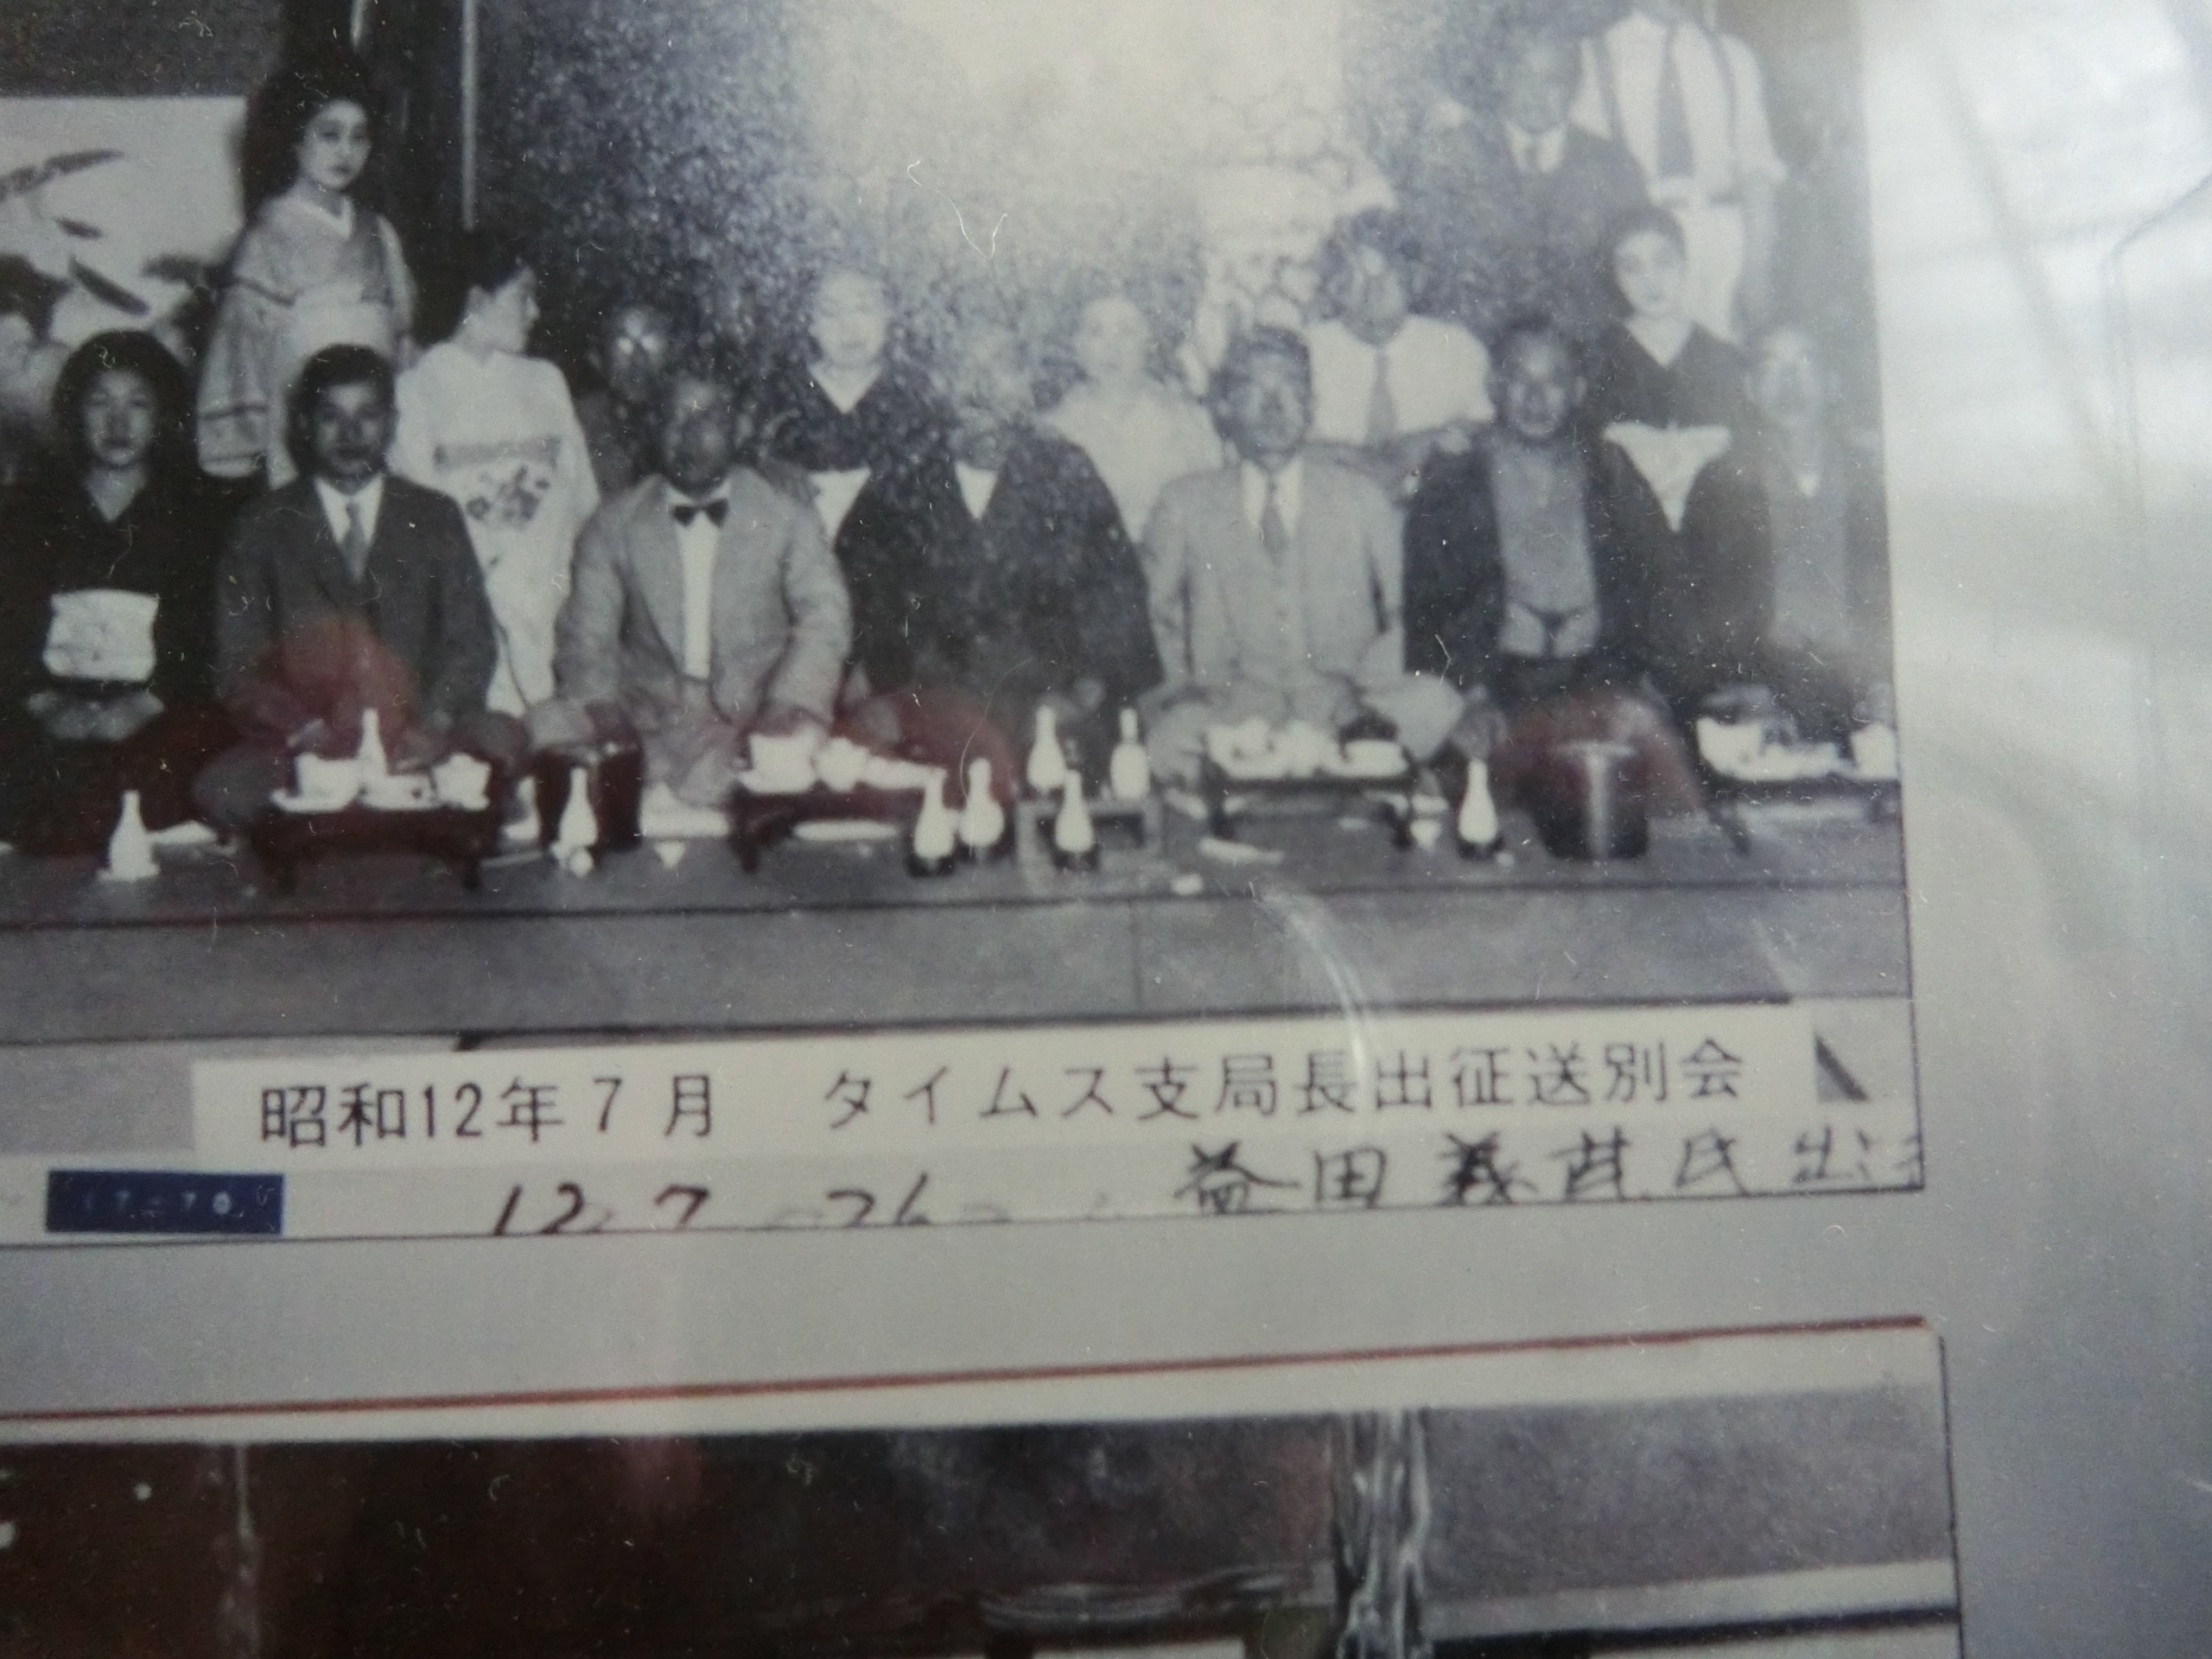 昭和12年7月 タイムス支局長出征送別会
12 7 26 益田義
氏出